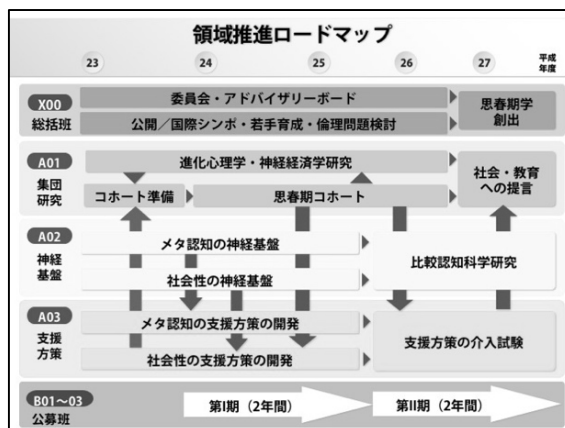 領域推進ロードマップ
23 24 25 26 27 平成年度
X00
総括班
委員会・アドバイザリーボード
公開／国際シンポ・若手育成・倫理問題検討
思春期学
創出
A01
集団
研究
進化心理学・神経経済学研究
コホート準備
思春期コホート
社会・教育
への提言
A02
神経
基盤
メタ認知の神経基盤
社会性の神経基盤
比較認知科学研究
A03
支援
方策
メタ認知の支援方策の開発
社会性の支援方策の開発
支援方策の介入試験
B01〜03
公募班
第I期（2年間）
第II期（2年間）